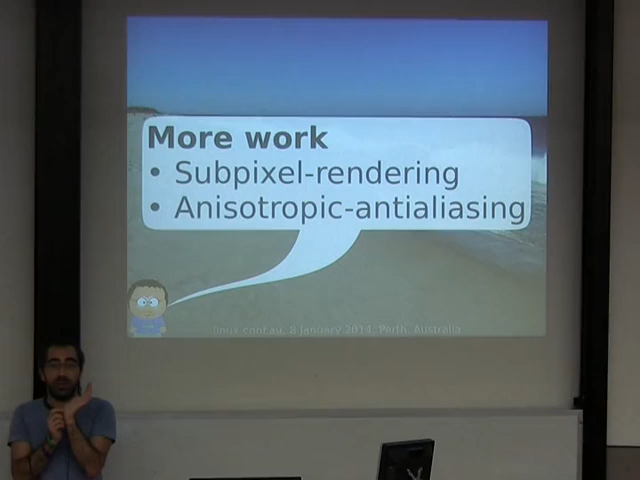 More work
• Subpixel-rendering
• Anisotropic-antialiasing
linux.conf.au, 8 January 2014, Perth, Australia